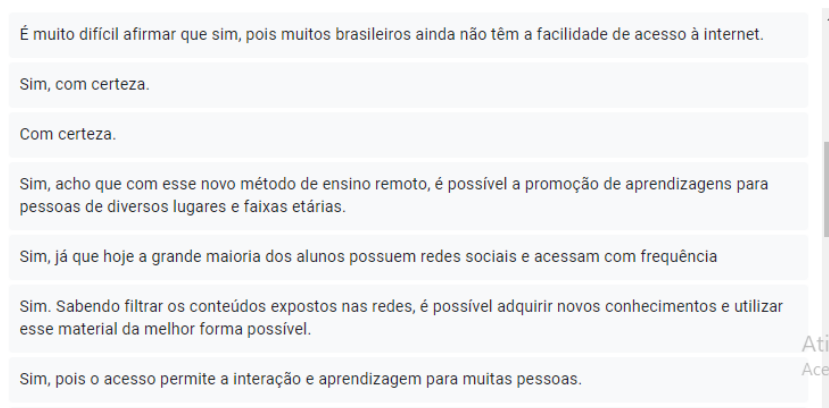 É muito difícil afirmar que sim, pois muitos brasileiros ainda não têm a facilidade de acesso à internet.
Sim, com certeza.
Com certeza.
Sim, acho que com esse novo método de ensino remoto, é possível a promoção de aprendizagens para
pessoas de diversos lugares e faixas etárias.
Sim, já que hoje a grande maioria dos alunos possuem redes sociais e acessam com frequência
Sim. Sabendo filtrar os conteúdos expostos nas redes, é possível adquirir novos conhecimentos e utilizar
esse material da melhor forma possível.
Ati
Sim, pois o acesso permite a interação e aprendizagem para muitas pessoas.
Ace